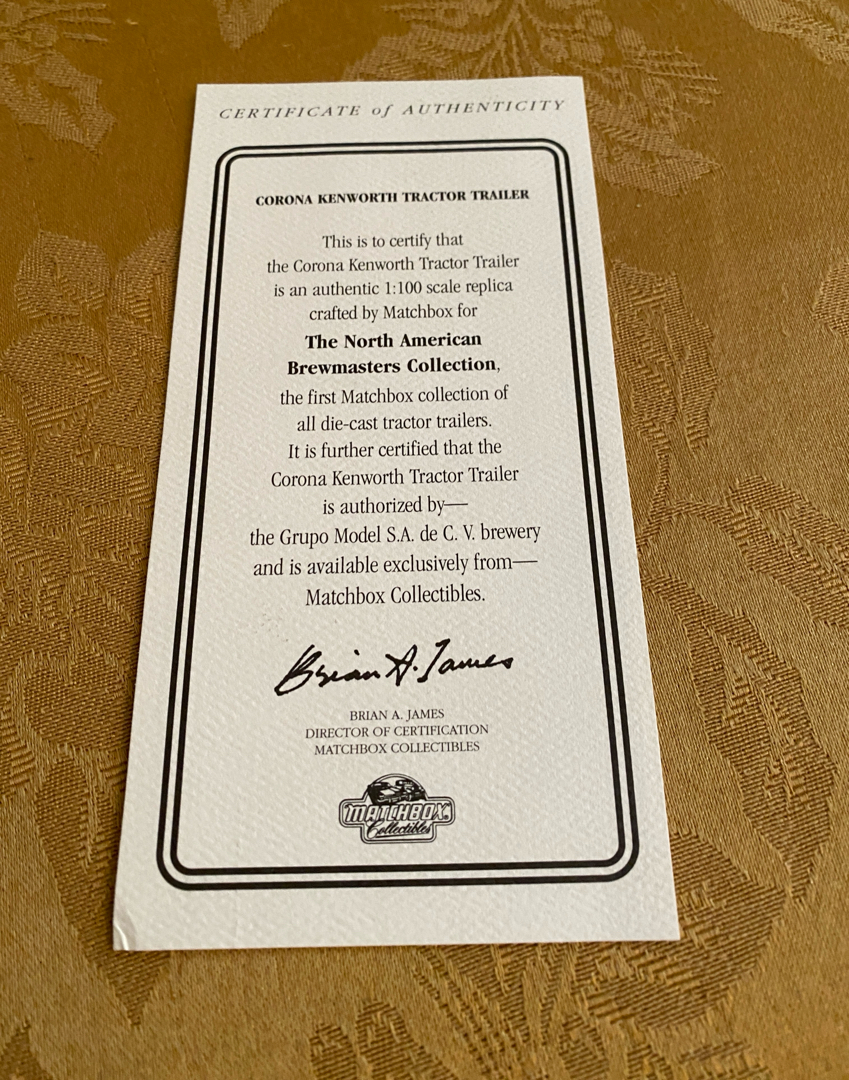 CERTIFICATE of AUTHENTICITY
CORONA KENWORTH TRACTOR TRAILER
This is to certify that
the Corona Kenworth Tractor Trailer
is an authentic 1:100 scale replica
crafted by Matchbox for
The North American
Brewmasters Collection,
the first Matchbox collection of
all die-cast tractor trailers.
It is further certified that the
Corona Kenworth Tractor Trailer
is authorized by—
the Grupo Model S.A. de C. V. brewery
and is available exclusively from—
Matchbox Collectibles.
Brian A. James
BRIAN A. JAMES
DIRECTOR OF CERTIFICATION
MATCHBOX COLLECTIBLES
MATCHBOX
Collectibles